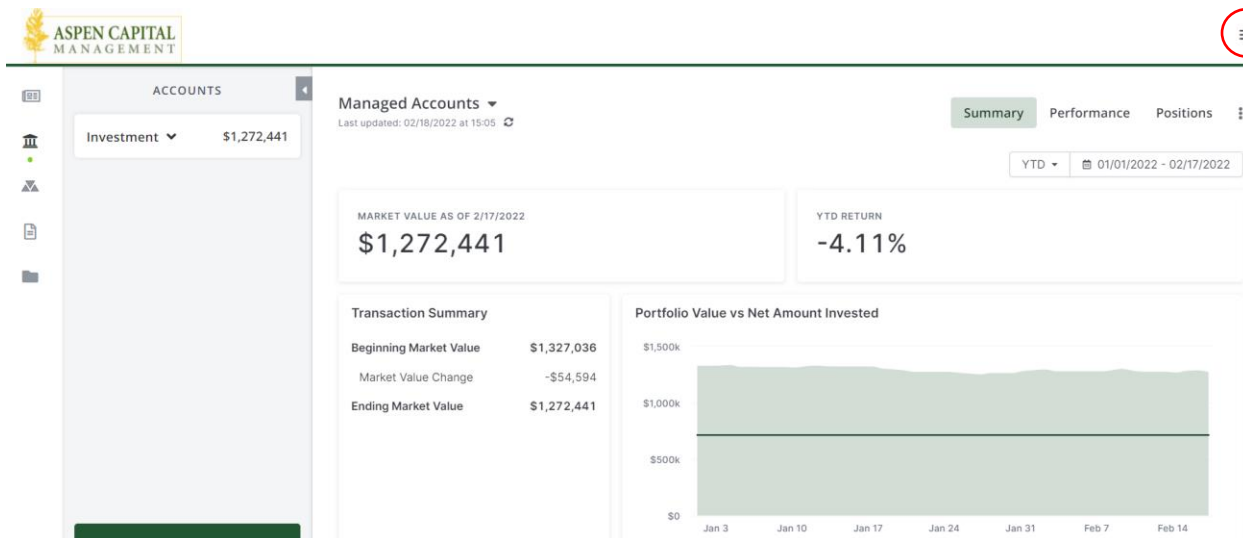 ASPEN CAPITAL
MANAGEMENT
ACCOUNTS
Investment $1,272,441
Managed Accounts
Last updated: 02/18/2022 at 15:05
Summary Performance Positions
YTD 01/01/2022 - 02/17/2022
MARKET VALUE AS OF 2/17/2022
$1,272,441
YTD RETURN
-4.11%
Transaction Summary
Beginning Market Value $1,327,036
Market Value Change -$54,594
Ending Market Value $1,272,441
Portfolio Value vs Net Amount Invested
$1,500k
$1,000k
$500k
$0
Jan 3 Jan 10 Jan 17 Jan 24 Jan 31 Feb 7 Feb 14